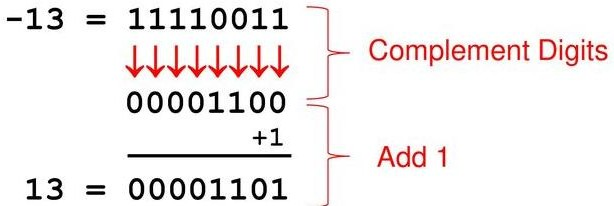 -13 = 11110011
Complement Digits
00001100
+1
Add 1
13 = 00001101